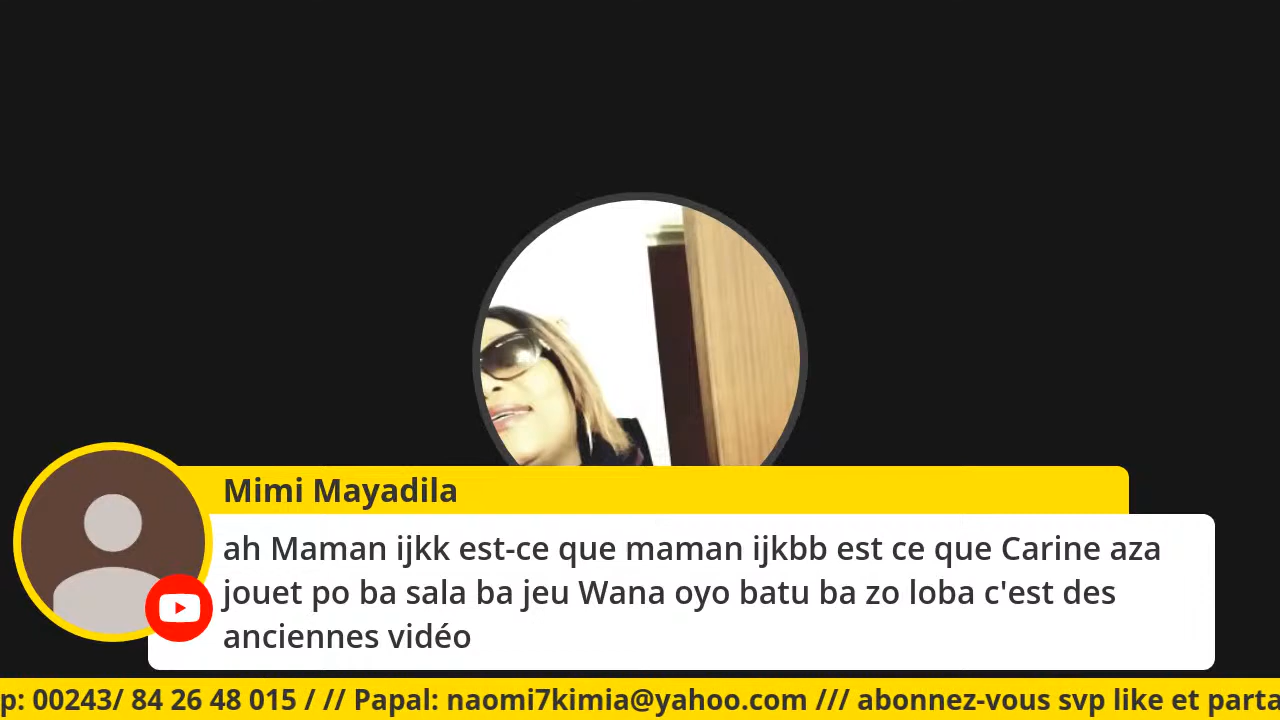 Mimi Mayadila
ah Maman ijkk est-ce que maman ijkbb est ce que Carine aza
jouet po ba sala ba jeu Wana oyo batu ba zo loba c'est des
anciennes vidéo
p: 00243/ 84 26 48 015 / // Papal: naomi7kimia@yahoo.com /// abonnez-vous svp like et parta